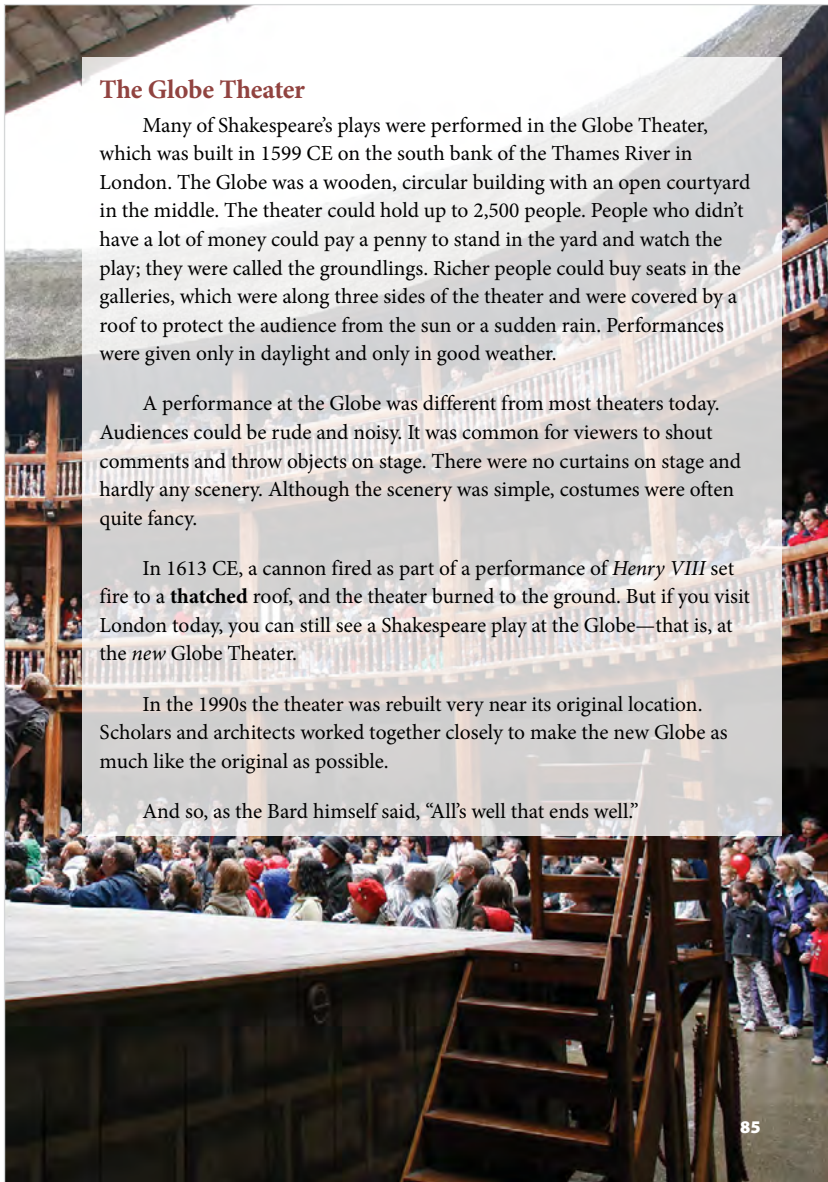 The Globe Theater
Many of Shakespeare's plays were performed in the Globe Theater,
which was built in 1599 CE on the south bank of the Thames River in
London. The Globe was a wooden, circular building with an open courtyard
in the middle. The theater could hold up to 2,500 people. People who didn't
have a lot of money could pay a penny to stand in the yard and watch the
play; they were called the groundlings. Richer people could buy seats in the
galleries, which were along three sides of the theater and were covered by a
roof to protect the audience from the sun or a sudden rain. Performances
were given only in daylight and only in good weather.
A performance at the Globe was different from most theaters today.
Audiences could be rude and noisy. It was common for viewers to shout
comments and throw objects on stage. There were no curtains on stage and
hardly any scenery. Although the scenery was simple, costumes were often
quite fancy.
In 1613 CE, a cannon fired as part of a performance of Henry VIII set
fire to a thatched roof, and the theater burned to the ground. But if you visit
London today, you can still see a Shakespeare play at the Globe—that is, at
the new Globe Theater.
In the 1990s the theater was rebuilt very near its original location.
Scholars and architects worked together closely to make the new Globe as
much like the original as possible.
And so, as the Bard himself said, “All's well that ends well.”
85